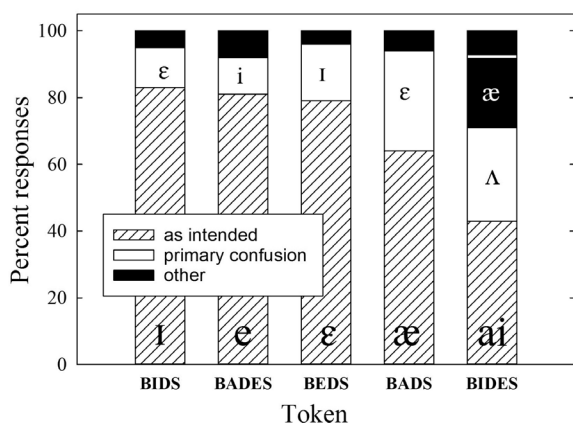 Percent responses
100
80
60
40
20
0
ε
i
ɪ
ε
æ
Λ
as intended
primary confusion
other
ɪ
e
ε
æ
ai
BIDS
BADES
BEDS
BADS
BIDES
Token